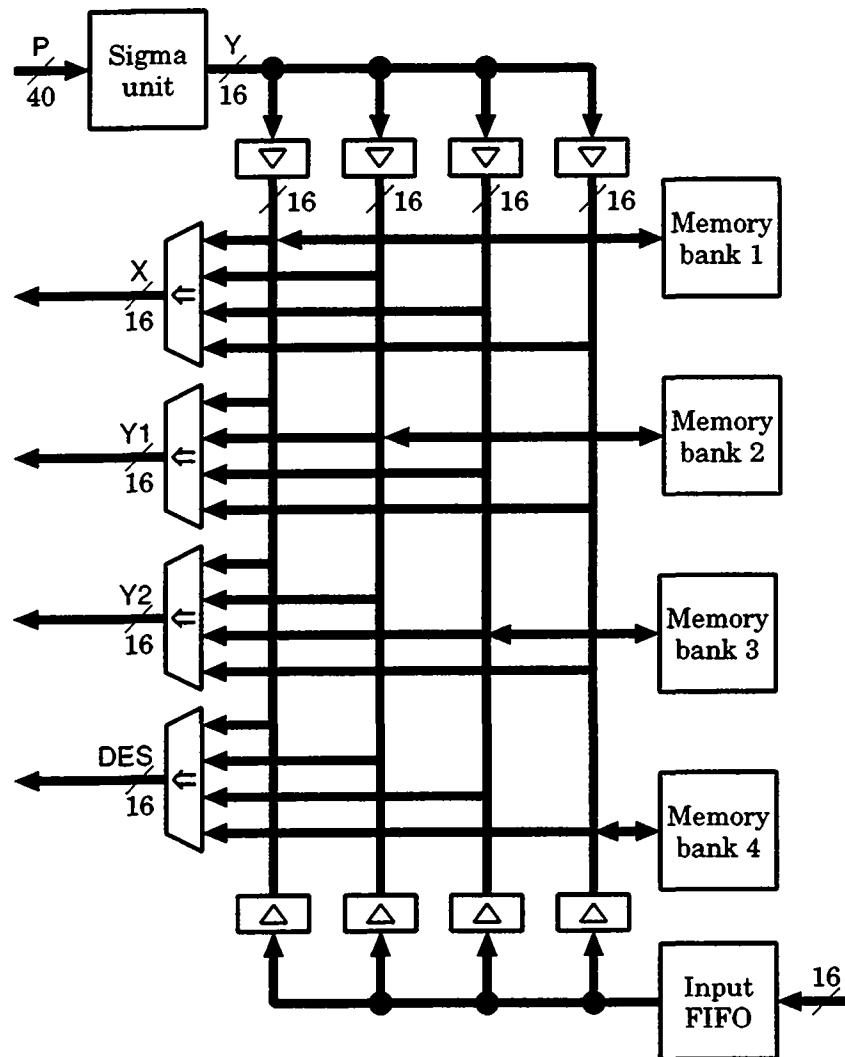 P
40
Sigma
unit
Y
16
16
16
16
16
Memory
bank 1
X
16
Memory
bank 2
Y1
16
Y2
16
Memory
bank 3
DES
16
Memory
bank 4
Input
FIFO
16